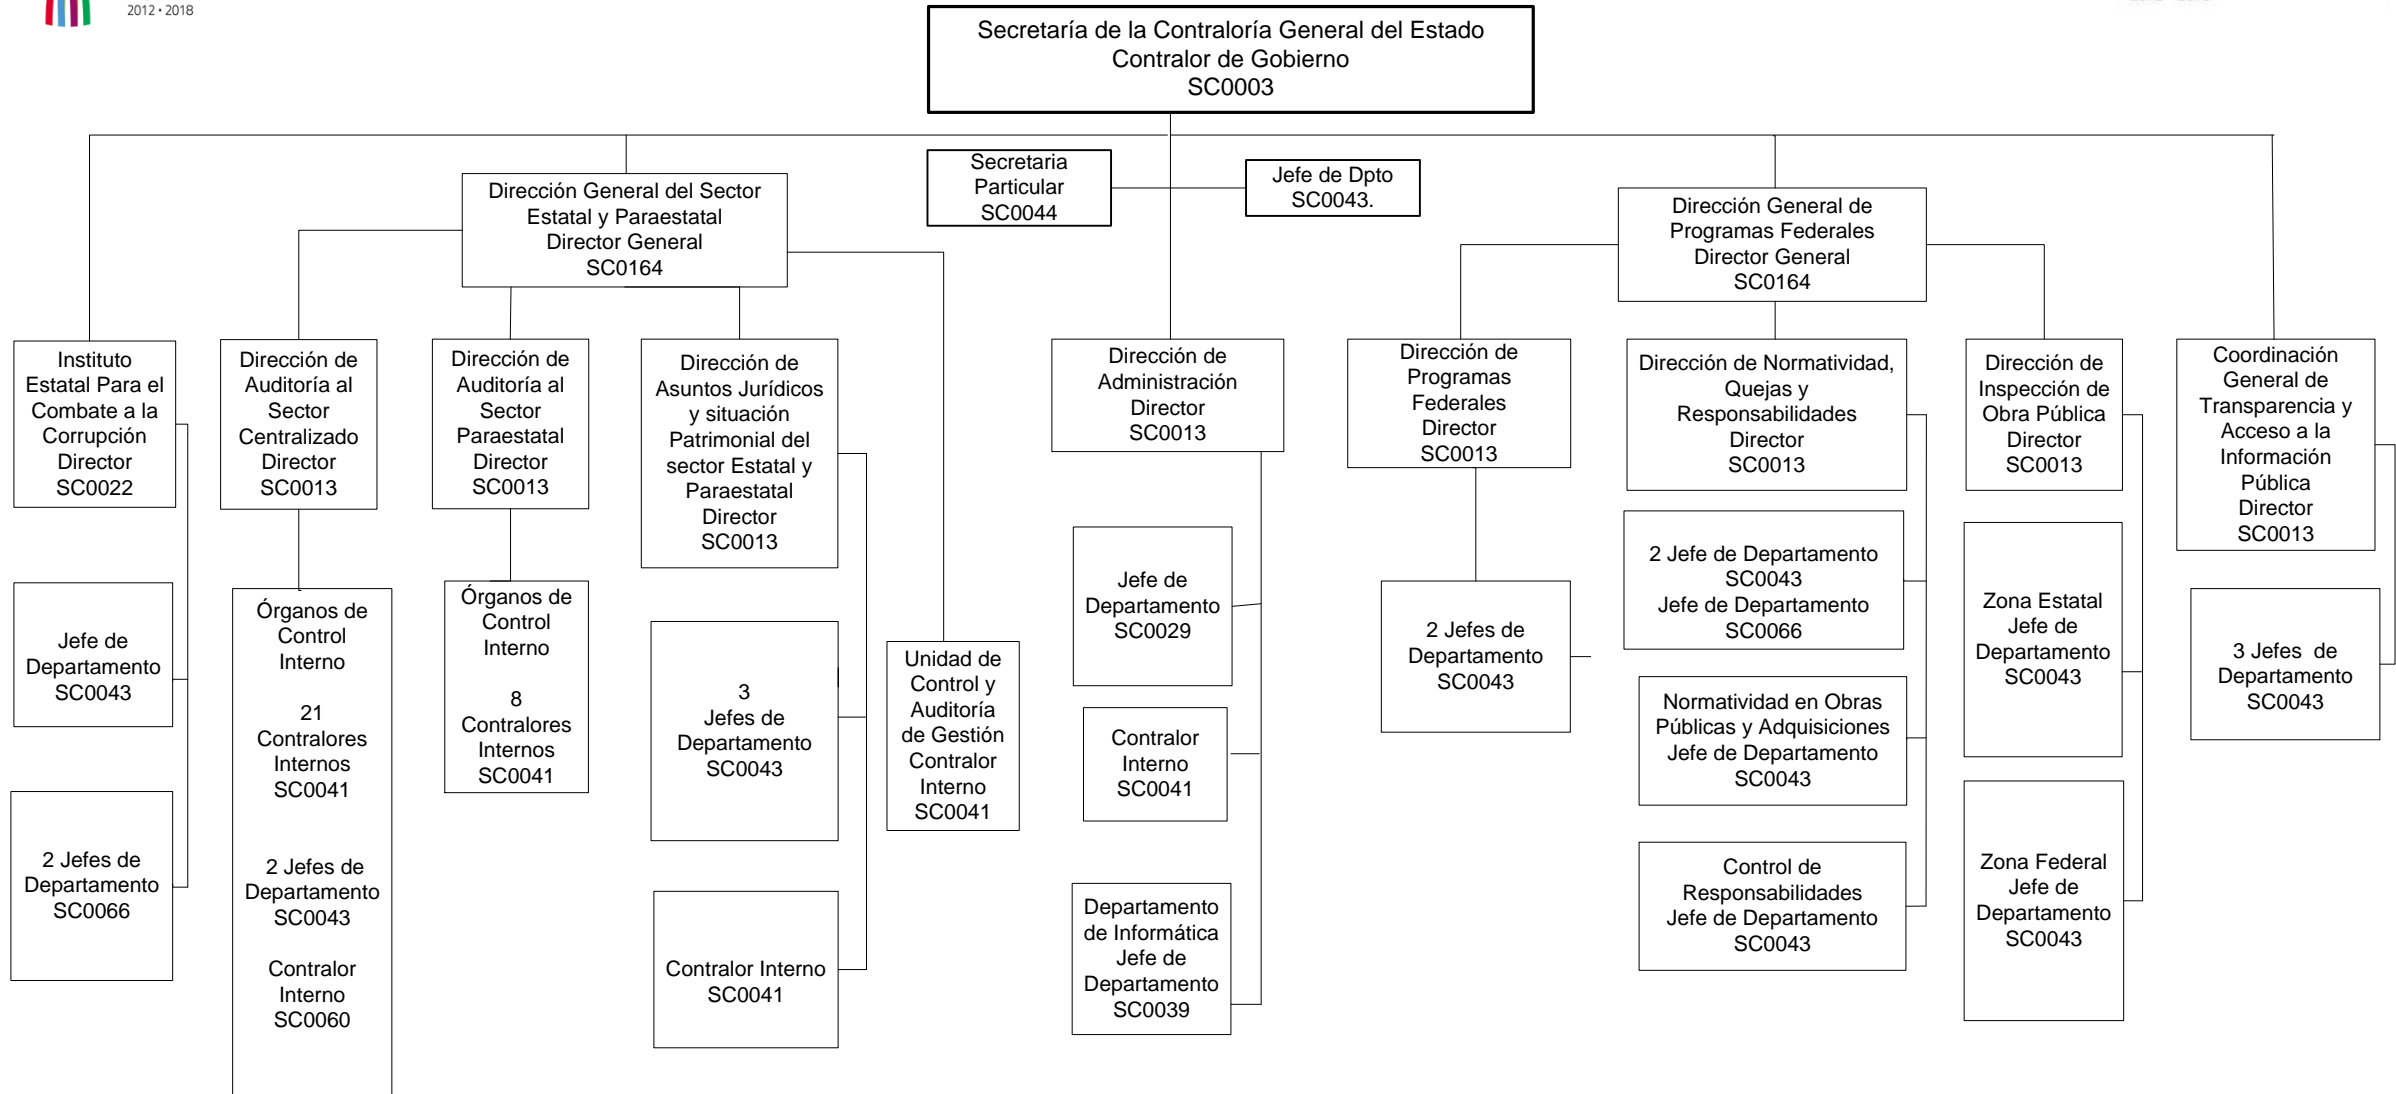 2012 • 2018
Secretaría de la Contraloría General del Estado
Contralor de Gobierno
SC0003
Secretaria
Particular
SC0044
Jefe de Dpto
SC0043.
Dirección General del Sector
Estatal y Paraestatal
Director General
SC0164
Dirección General de
Programas Federales
Director General
SC0164
Instituto
Estatal Para el
Combate a la
Corrupción
Director
SC0022
Dirección de
Auditoría al
Sector
Centralizado
Director
SC0013
Dirección de
Auditoría al
Sector
Paraestatal
Director
SC0013
Dirección de
Asuntos Jurídicos
y situación
Patrimonial del
sector Estatal y
Paraestatal
Director
SC0013
Dirección de
Administración
Director
SC0013
Dirección de
Programas
Federales
Director
SC0013
Dirección de Normatividad,
Quejas y
Responsabilidades
Director
SC0013
Dirección de
Inspección de
Obra Pública
Director
SC0013
Coordinación
General de
Transparencia y
Acceso a la
Información
Pública
Director
SC0013
Jefe de
Departamento
SC0043
2 Jefes de
Departamento
SC0066
Órganos de
Control
Interno
21
Contralores
Internos
SC0041
2 Jefes de
Departamento
SC0043
Contralor
Interno
SC0060
Órganos de
Control
Interno
8
Contralores
Internos
SC0041
3
Jefes de
Departamento
SC0043
Contralor Interno
SC0041
Unidad de
Control y
Auditoría
de Gestión
Contralor
Interno
SC0041
Jefe de
Departamento
SC0029
Contralor
Interno
SC0041
Departamento
de Informática
Jefe de
Departamento
SC0039
2 Jefes de
Departamento
SC0043
2 Jefe de Departamento
SC0043
Jefe de Departamento
SC0066
Normatividad en Obras
Públicas y Adquisiciones
Jefe de Departamento
SC0043
Control de
Responsabilidades
Jefe de Departamento
SC0043
Zona Estatal
Jefe de
Departamento
SC0043
Zona Federal
Jefe de
Departamento
SC0043
3 Jefes  de
Departamento
SC0043